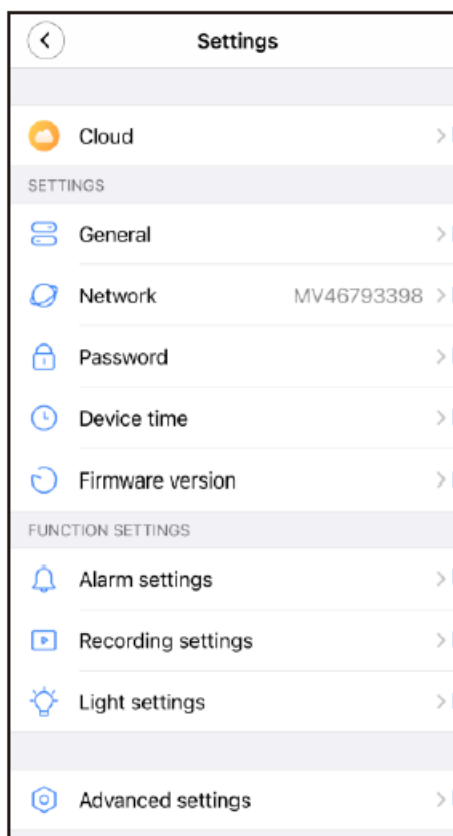 Settings
Cloud
SETTINGS
General
Network MV46793398
Password
Device time
Firmware version
FUNCTION SETTINGS
Alarm settings
Recording settings
Light settings
Advanced settings